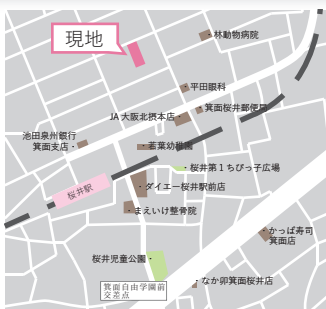 現地
林動物病院
平田眼科
箕面桜井郵便局
JA大阪北摂本店
池田泉州銀行
箕面支店
若葉幼稚園
桜井第1ちびっ子広場
桜井駅
ダイエー桜井駅前店
まえいけ整骨院
かっぱ寿司
箕面店
桜井児童公園
なか卯箕面桜井店
箕面自由学園前
交差点